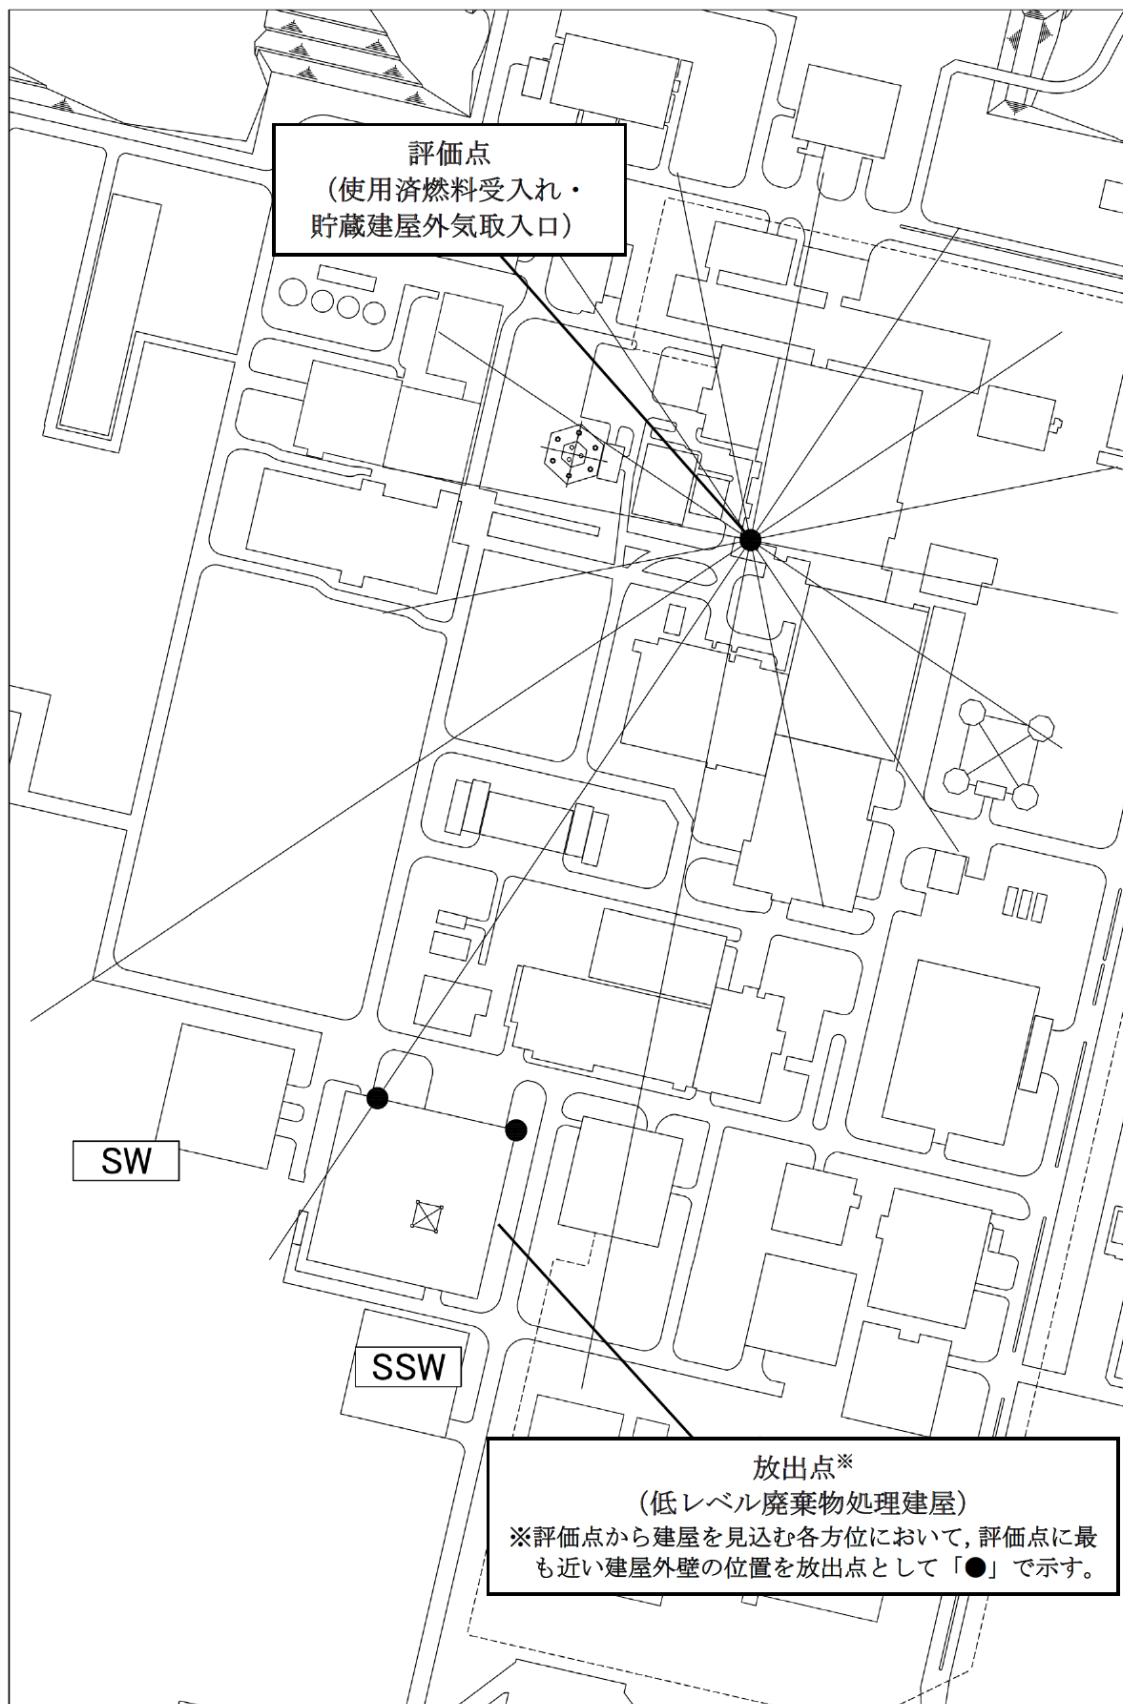 評価点
（使用済燃料受入れ・
貯蔵建屋外気取入口）
SW
SSW
放出点※
（低レベル廃棄物処理建屋）
※評価点から建屋を見込む各方位において, 評価点に最
も近い建屋外壁の位置を放出点として「●」で示す。